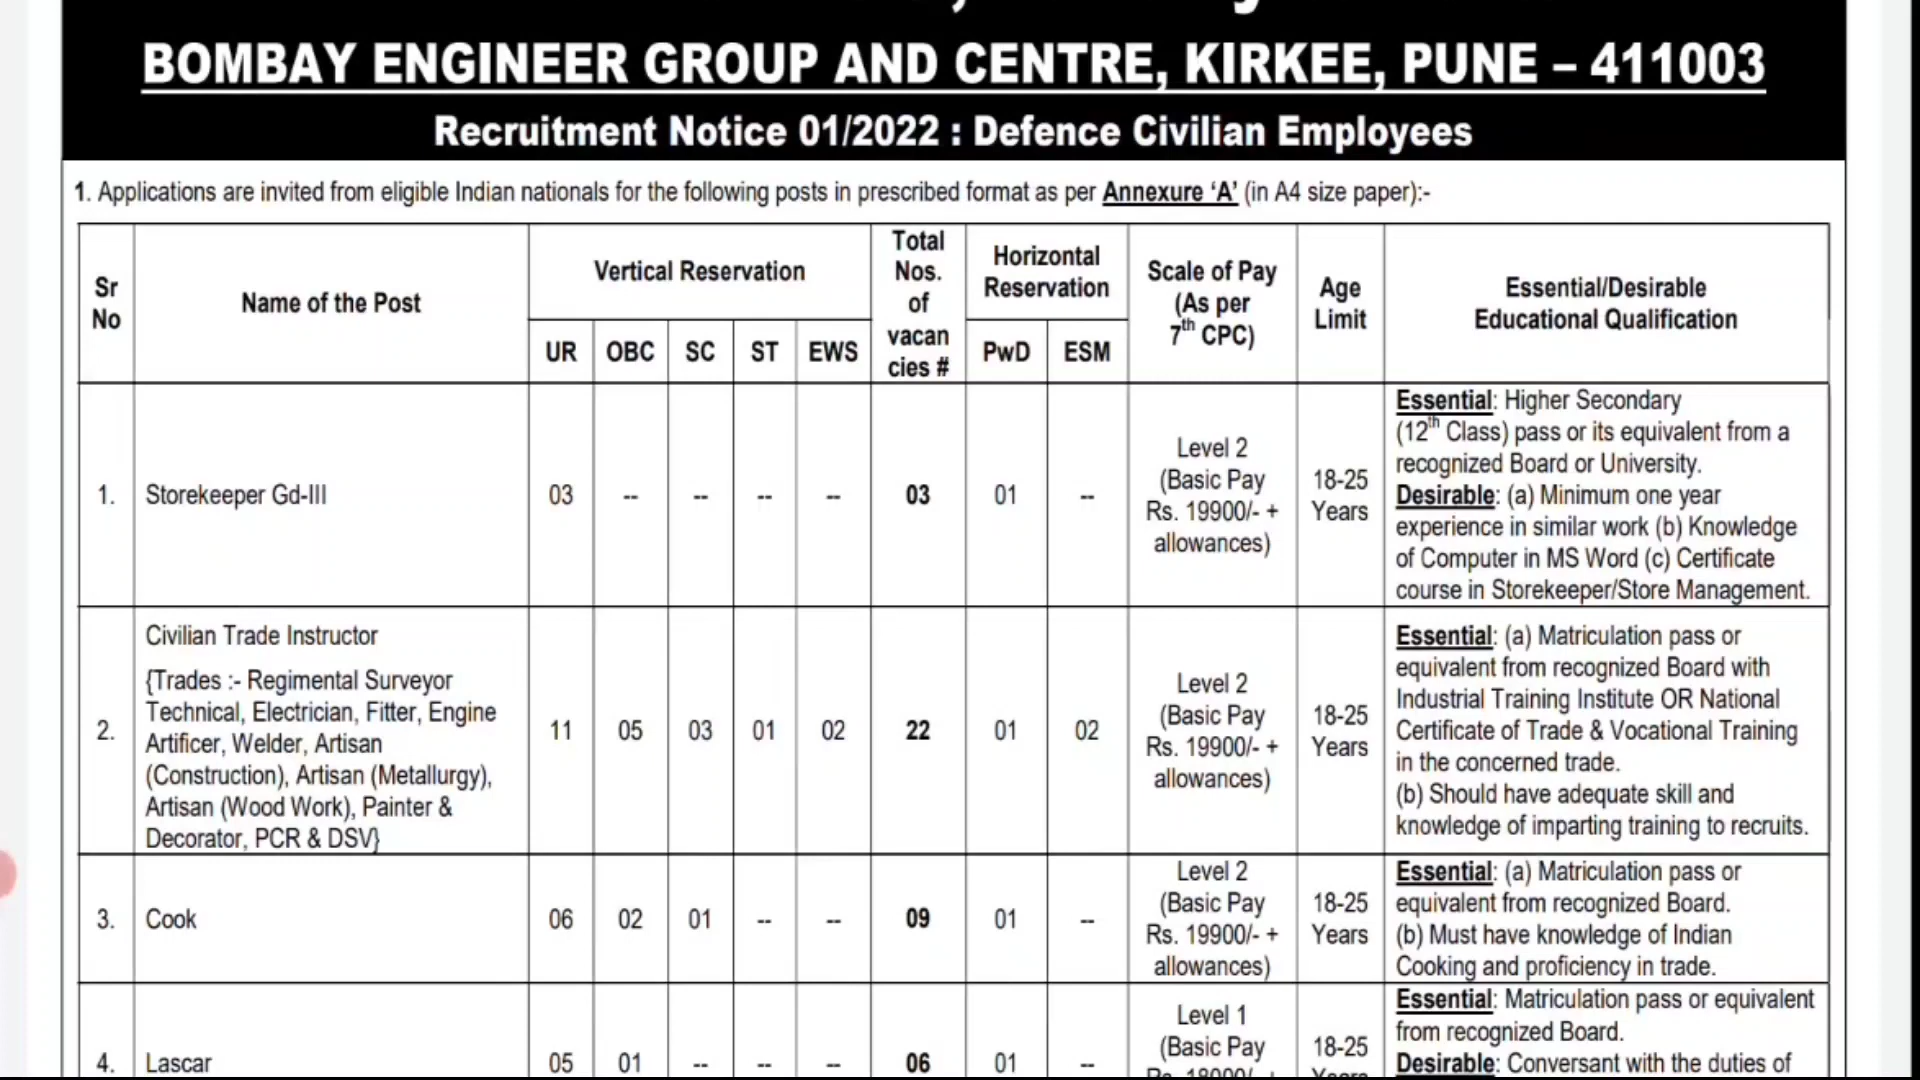 BOMBAY ENGINEER GROUP AND CENTRE, KIRKEE, PUNE – 411003
Recruitment Notice 01/2022 : Defence Civilian Employees
1. Applications are invited from eligible Indian nationals for the following posts in prescribed format as per Annexure ‘A’ (in A4 size paper):-
Sr
No
Name of the Post
Vertical Reservation
UR OBC SC ST EWS
Total
Nos.
of
vacan
cies #
Horizontal
Reservation
PwD ESM
Scale of Pay
(As per
7th CPC)
Age
Limit
Essential/Desirable
Educational Qualification
1.
Storekeeper Gd-III
03 -- -- -- -- 03 01 --
Level 2
(Basic Pay
Rs. 19900/- +
allowances)
18-25
Years
Essential: Higher Secondary
(12th Class) pass or its equivalent from a
recognized Board or University.
Desirable: (a) Minimum one year
experience in similar work (b) Knowledge
of Computer in MS Word (c) Certificate
course in Storekeeper/Store Management.
2.
Civilian Trade Instructor
{Trades :- Regimental Surveyor
Technical, Electrician, Fitter, Engine
Artificer, Welder, Artisan
(Construction), Artisan (Metallurgy),
Artisan (Wood Work), Painter &
Decorator, PCR & DSV}
11 05 03 01 02 22 01 02
Level 2
(Basic Pay
Rs. 19900/- +
allowances)
18-25
Years
Essential: (a) Matriculation pass or
equivalent from recognized Board with
Industrial Training Institute OR National
Certificate of Trade & Vocational Training
in the concerned trade.
(b) Should have adequate skill and
knowledge of imparting training to recruits.
3.
Cook
06 02 01 -- -- 09 01 --
Level 2
(Basic Pay
Rs. 19900/- +
allowances)
18-25
Years
Essential: (a) Matriculation pass or
equivalent from recognized Board.
(b) Must have knowledge of Indian
Cooking and proficiency in trade.
4.
Lascar
05 01 -- -- -- 06 01 --
Level 1
(Basic Pay
Rs. 18000/- +
18-25
Years
Essential: Matriculation pass or equivalent
from recognized Board.
Desirable: Conversant with the duties of